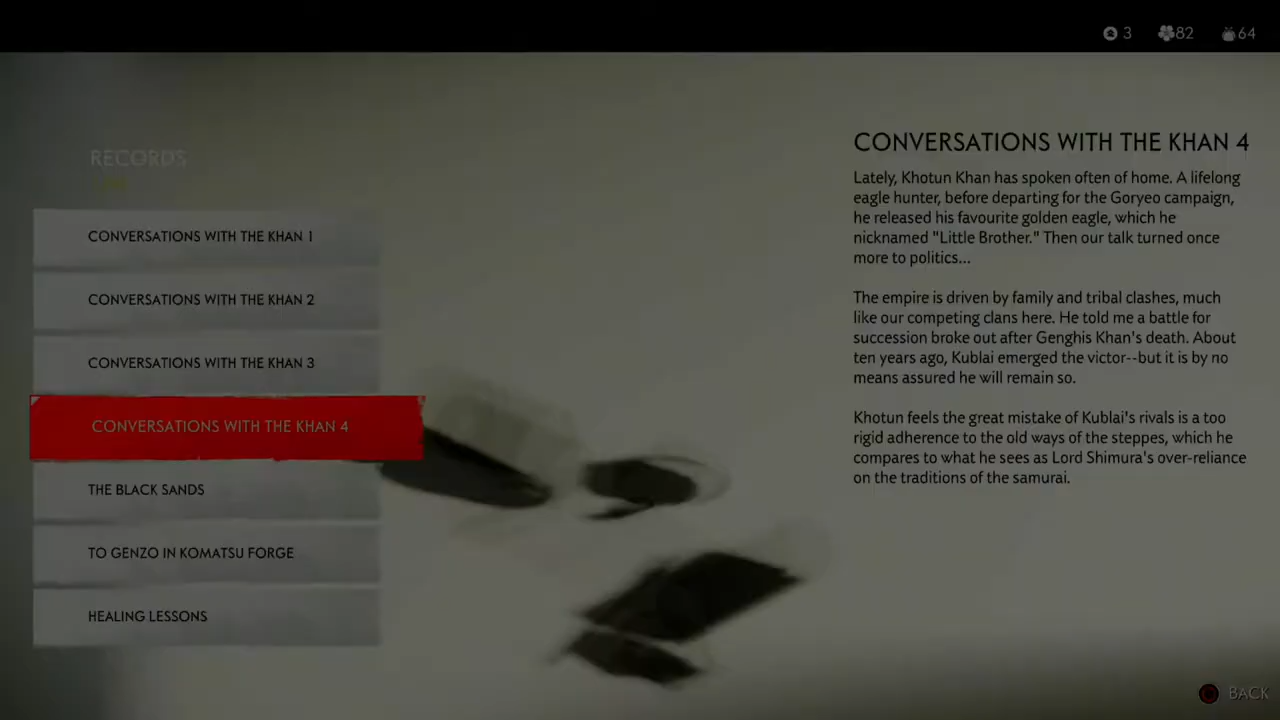 3 82 64
RECORDS
CONVERSATIONS WITH THE KHAN 1
CONVERSATIONS WITH THE KHAN 2
CONVERSATIONS WITH THE KHAN 3
CONVERSATIONS WITH THE KHAN 4
THE BLACK SANDS
TO GENZO IN KOMATSU FORGE
HEALING LESSONS
CONVERSATIONS WITH THE KHAN 4
Lately, Khotun Khan has spoken often of home. A lifelong
eagle hunter, before departing for the Goryeo campaign,
he released his favourite golden eagle, which he
nicknamed "Little Brother." Then our talk turned once
more to politics...
The empire is driven by family and tribal clashes, much
like our competing clans here. He told me a battle for
succession broke out after Genghis Khan's death. About
ten years ago, Kublai emerged the victor--but it is by no
means assured he will remain so.
Khotun feels the great mistake of Kublai's rivals is a too
rigid adherence to the old ways of the steppes, which he
compares to what he sees as Lord Shimura's over-reliance
on the traditions of the samurai.
BACK